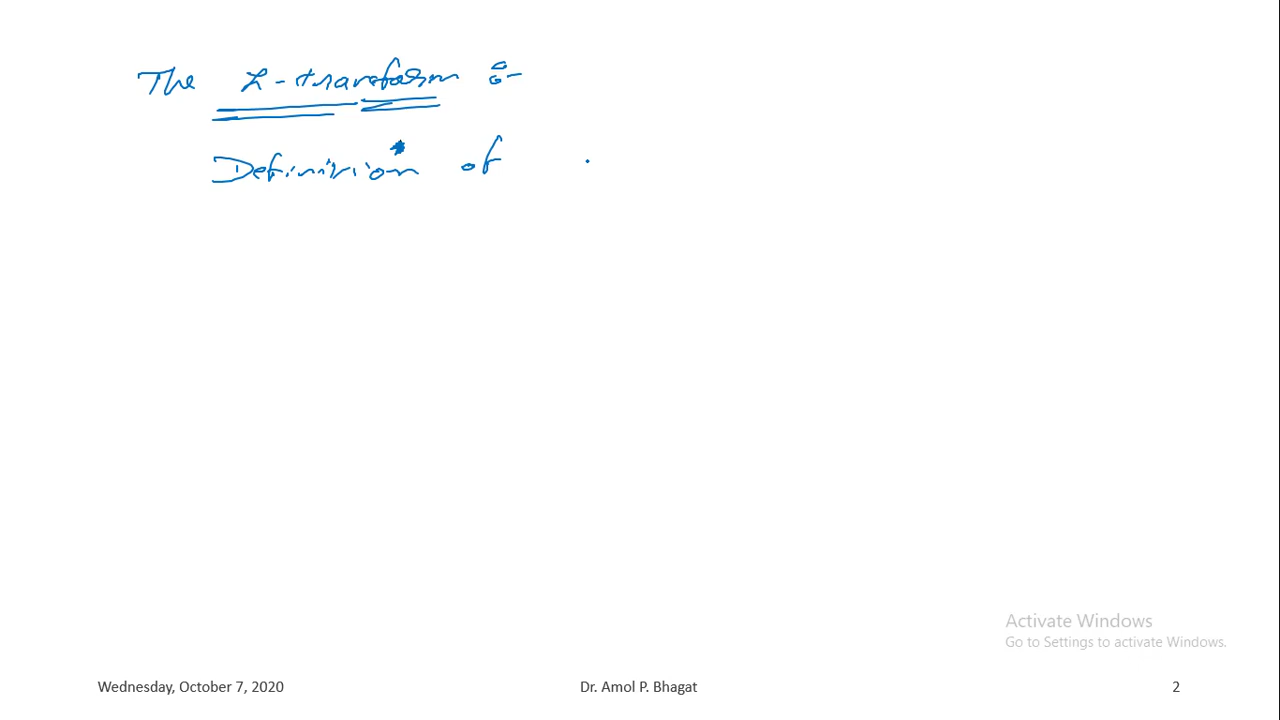 The Z-transform :-
Definition of
Activate Windows
Go to Settings to activate Windows.
Wednesday, October 7, 2020 Dr. Amol P. Bhagat 2